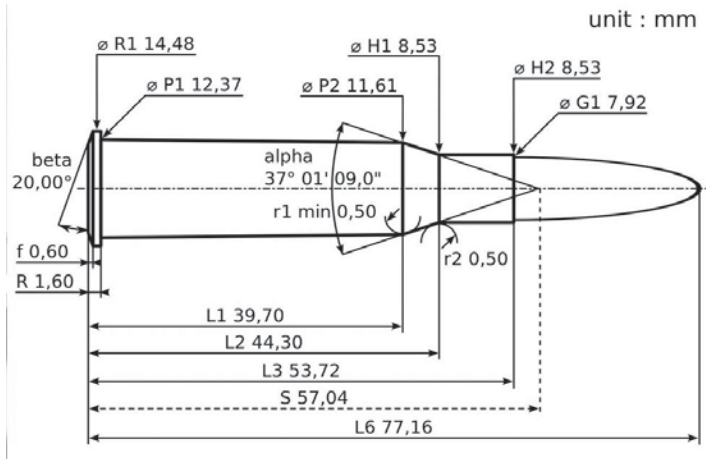 unit : mm
ø R1 14,48
ø H1 8,53
ø H2 8,53
ø P1 12,37
ø P2 11,61
ø G1 7,92
beta
20,00°
alpha
37° 01' 09,0"
r1 min 0,50
r2 0,50
f 0,60
R 1,60
L1 39,70
L2 44,30
L3 53,72
S 57,04
L6 77,16